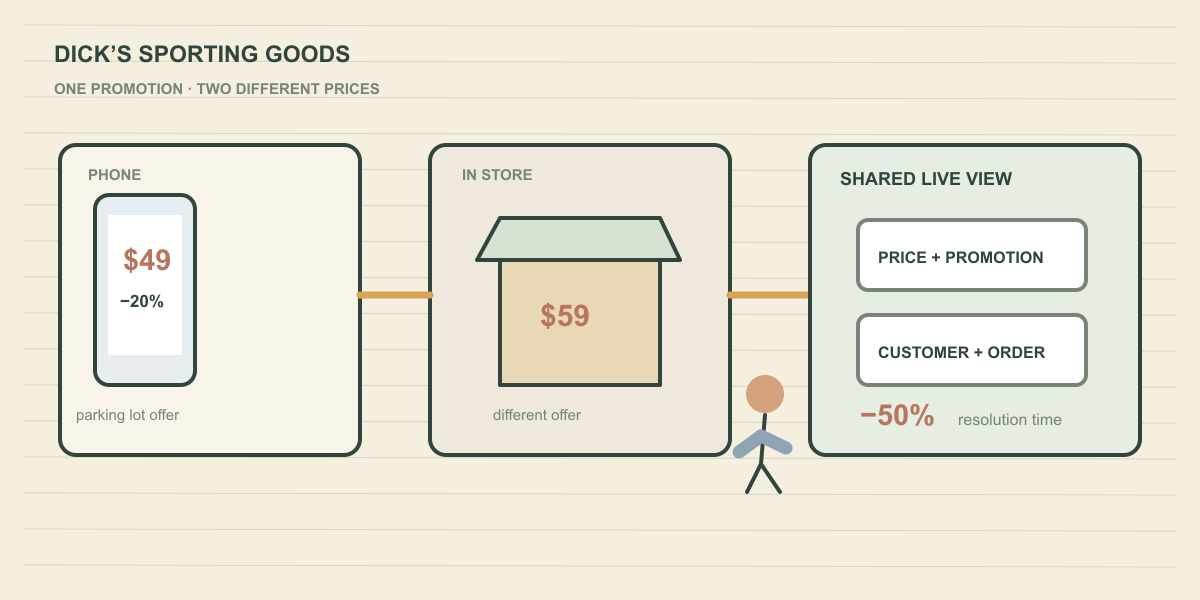 DICK’S SPORTING GOODS
ONE PROMOTION · TWO DIFFERENT PRICES
PHONE
$49
−20%
parking lot offer
IN STORE
$59
different offer
SHARED LIVE VIEW
PRICE + PROMOTION
CUSTOMER + ORDER
−50% resolution time